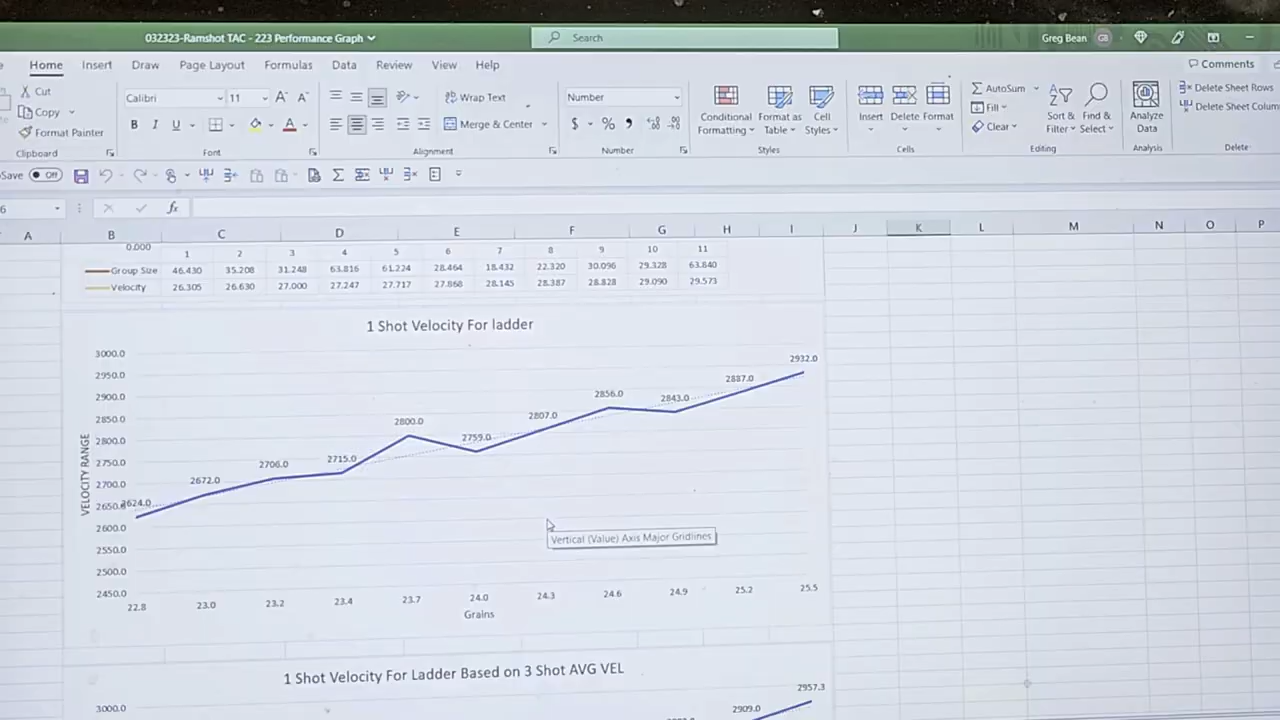 032323-Ramshot TAC - 223 Performance Graph
Search
Greg Bean
GB
Home Insert Draw Page Layout Formulas Data Review View Help
Comments
Cut
Copy
Format Painter
Clipboard
Calibri 11
B I U
Font
Wrap Text
Merge & Center
Alignment
Number
$ % 9
Number
Conditional Formatting
Format as Table
Cell Styles
Styles
Insert Delete Format
Cells
AutoSum
Fill
Clear
Sort & Filter
Find & Select
Editing
Analyze Data
Analysis
Delete Sheet Rows
Delete Sheet Column
Delete
Save Off
6 fx
A B C D E F G H I J K L M N O P
0.000
1 2 3 4 5 6 7 8 9 10 11
Group Size 46.430 35.208 31.248 63.816 61.224 28.464 18.432 22.320 30.096 29.328 63.840
Velocity 26.305 26.630 27.000 27.247 27.717 27.868 28.145 28.387 28.828 29.090 29.573
1 Shot Velocity For ladder
VELOCITY RANGE
3000.0
2950.0
2900.0
2850.0
2800.0
2750.0
2700.0
2650.0
2600.0
2550.0
2500.0
2450.0
2624.0 2672.0 2706.0 2715.0 2800.0 2759.0 2807.0 2856.0 2843.0 2887.0 2932.0
22.8 23.0 23.2 23.4 23.7 24.0 24.3 24.6 24.9 25.2 25.5
Grains
Vertical (Value) Axis Major Gridlines
1 Shot Velocity For Ladder Based on 3 Shot AVG VEL
3000.0
2909.0
2957.3